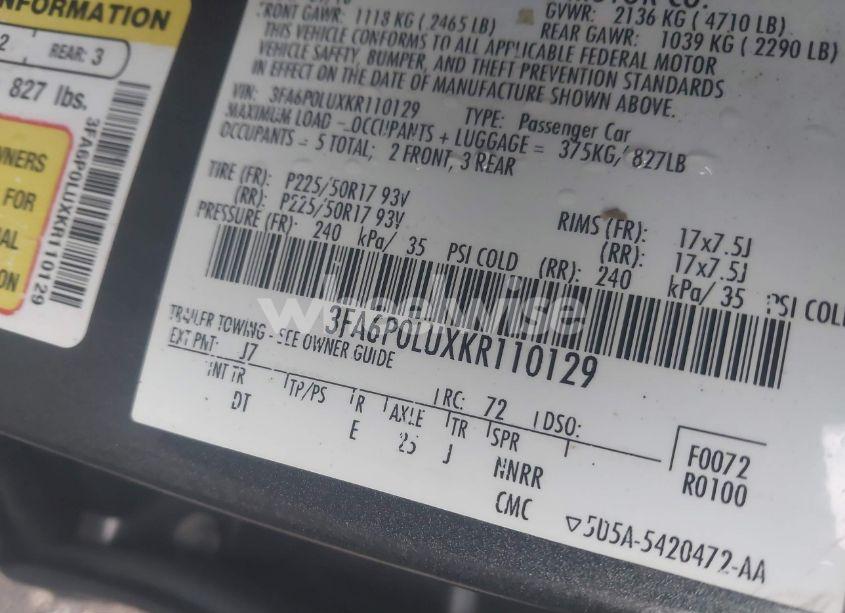 INFORMATION
2 REAR: 3
827 lbs.
OWNERS
FOR
3FA6P0LUXKR110129
MOTOR CO.
FRONT GAWR: 1118 KG ( 2465 LB) GVWR: 2136 KG ( 4710 LB)
REAR GAWR: 1039 KG ( 2290 LB)
THIS VEHICLE CONFORMS TO ALL APPLICABLE FEDERAL MOTOR
VEHICLE SAFETY, BUMPER, AND THEFT PREVENTION STANDARDS
IN EFFECT ON THE DATE OF MANUFACTURE SHOWN ABOVE.
VIN: 3FA6P0LUXKR110129 TYPE: Passenger Car
MAXIMUM LOAD - OCCUPANTS + LUGGAGE = 375KG/ 827LB
OCCUPANTS = 5 TOTAL; 2 FRONT, 3 REAR
TIRE (FR): P225/50R17 93V RIMS (FR): 17x7.5J
(RR): P225/50R17 93V (RR): 17x7.5J
PRESSURE (FR): 240 kPa/ 35 PSI COLD (RR): 240 kPa/ 35 PSI COLD
wheelwise
3FA6P0LUXKR110129
TRAILER TOWING - SEE OWNER GUIDE
EXT PNT: J7 RC: 72 DSO:
INT TR TP/PS R AXLE TR SPR
DT E 25 J NNRR
CMC
F0072
R0100
5U5A-5420472-AA